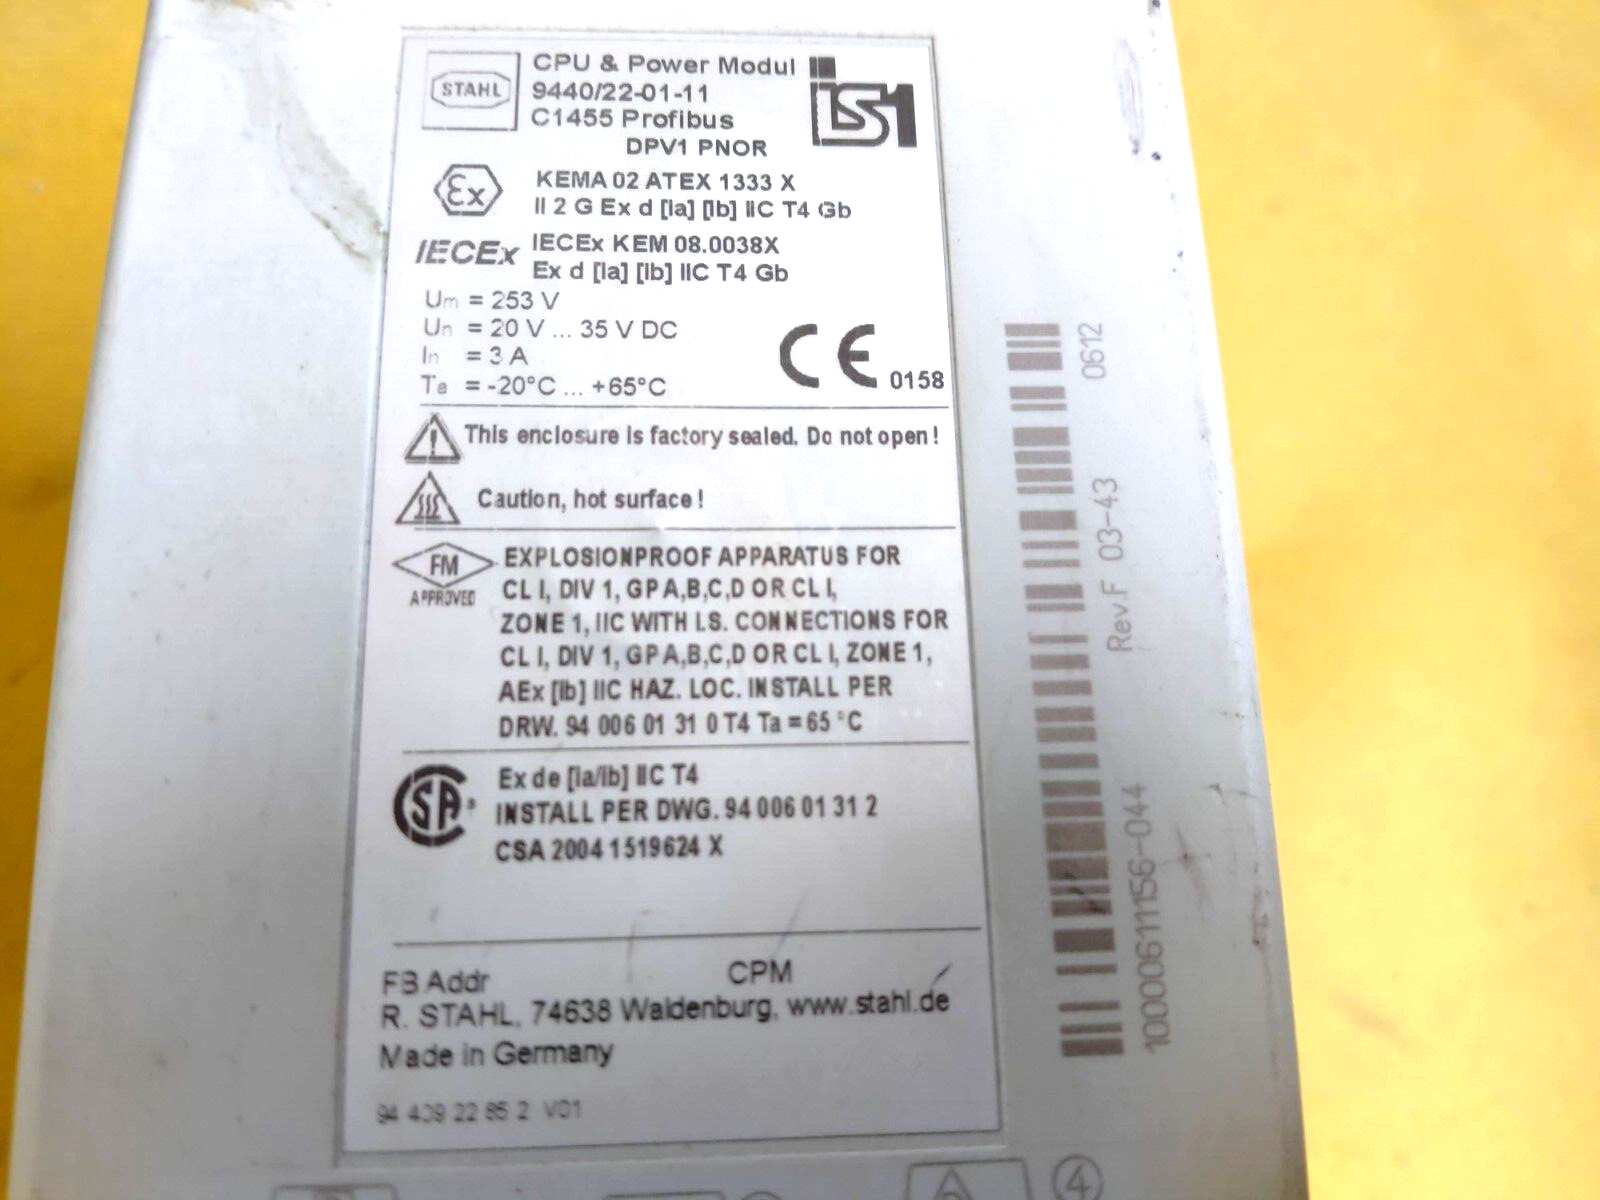 STAHL
CPU & Power Modul
9440/22-01-11
C1455 Profibus
DPV1 PNOR
iS1
Ex
KEMA 02 ATEX 1333 X
II 2 G Ex d [Ia] [Ib] IIC T4 Gb
IECEx
IECEx KEM 08.0038X
Ex d [Ia] [Ib] IIC T4 Gb
Um = 253 V
Un = 20 V ... 35 V DC
In = 3 A
Ta = -20°C ... +65°C
CE 0158
This enclosure is factory sealed. Do not open!
Caution, hot surface!
FM
APPROVED
EXPLOSIONPROOF APPARATUS FOR
CL I, DIV 1, GP A,B,C,D OR CL I,
ZONE 1, IIC WITH I.S. CONNECTIONS FOR
CL I, DIV 1, GP A,B,C,D OR CL I, ZONE 1,
AEx [Ib] IIC HAZ. LOC. INSTALL PER
DRW. 94 006 01 31 0 T4 Ta = 65 °C
CSA
Ex de [Ia/Ib] IIC T4
INSTALL PER DWG. 94 006 01 31 2
CSA 2004 1519624 X
FB Addr CPM
R. STAHL, 74638 Waldenburg, www.stahl.de
Made in Germany
94 409 22 85 2 V01
0612
Rev.F 03-43
10000611156-044
4